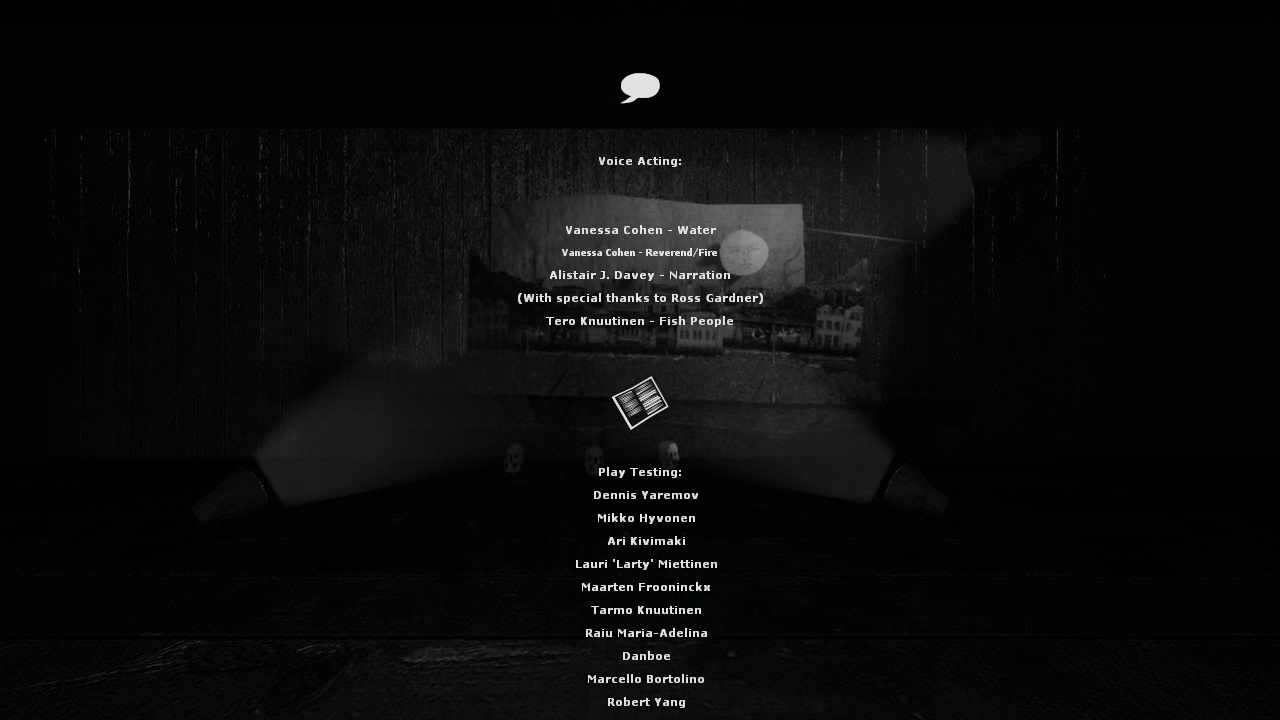 Voice Acting:
Vanessa Cohen - Water
Vanessa Cohen - Reverend/Fire
Alistair J. Davey - Narration
(With special thanks to Ross Gardner)
Tero Knuutinen - Fish People
Play Testing:
Dennis Yaremov
Mikko Hyvonen
Ari Kivimaki
Lauri 'Larty' Miettinen
Maarten Frooninckx
Tarmo Knuutinen
Raiu Maria-Adelina
Danboe
Marcello Bortolino
Robert Yang